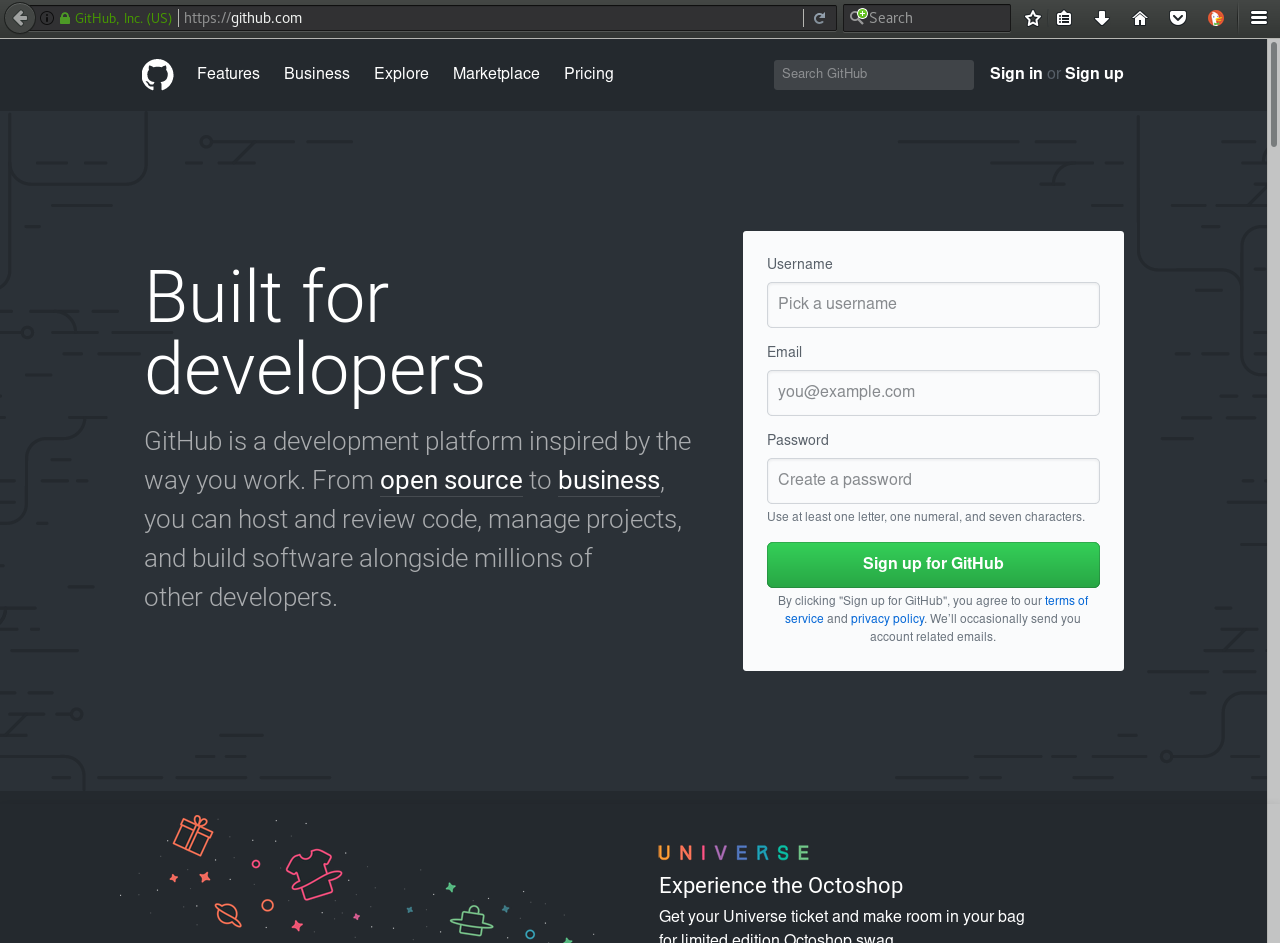 GitHub, Inc. (US) https://github.com Search
Features Business Explore Marketplace Pricing Search GitHub Sign in or Sign up
Built for
developers
GitHub is a development platform inspired by the
way you work. From open source to business,
you can host and review code, manage projects,
and build software alongside millions of
other developers.
Username
Pick a username
Email
you@example.com
Password
Create a password
Use at least one letter, one numeral, and seven characters.
Sign up for GitHub
By clicking "Sign up for GitHub", you agree to our terms of
service and privacy policy. We’ll occasionally send you
account related emails.
UNIVERSE
Experience the Octoshop
Get your Universe ticket and make room in your bag
for limited edition Octoshop swag